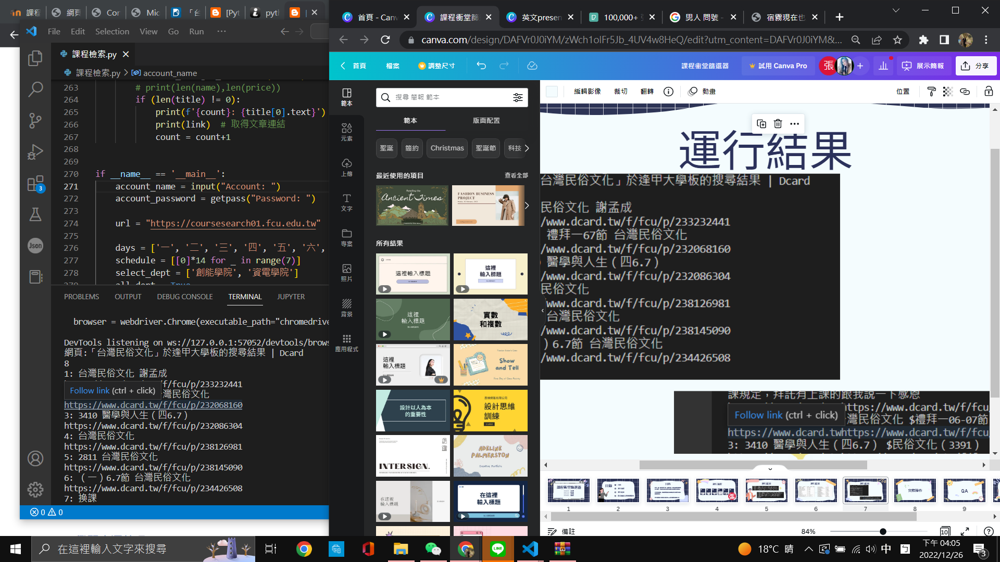 課程
網頁
Cor
Mic
「台
[Pyt
pyth
File Edit Selection View Go Run ···
課程檢索.py
課程檢索.py > account_name
263 # print(len(name),len(price))
264 if (len(title) != 0):
265 print(f'{count}: {title[0].text}')
266 print(link) # 取得文章連結
267 count = count+1
268
269
270 if __name__ == '__main__':
271 account_name = input("Account: ")
272 account_password = getpass("Password: ")
273
274 url = "https://coursesearch01.fcu.edu.tw"
275
276 days = ['一', '二', '三', '四', '五', '六',
277 schedule = [[0]*14 for _ in range(7)]
278 select_dept = ['創能學院', '資電學院']
PROBLEMS OUTPUT DEBUG CONSOLE TERMINAL JUPYTER
browser = webdriver.Chrome(executable_path="chromedrive
DevTools listening on ws://127.0.0.1:57052/devtools/brows
網頁:「台灣民俗文化」於逢甲大學板的搜尋結果 | Dcard
8
1: 台灣民俗文化 謝孟成
/f/fcu/p/233232441
Follow link (ctrl + click)
灣民俗文化
https://www.dcard.tw/f/fcu/p/232068160
3: 3410 醫學與人生(四6.7)
https://www.dcard.tw/f/fcu/p/232086304
4: 台灣民俗文化
https://www.dcard.tw/f/fcu/p/238126981
5: 2811 台灣民俗文化
https://www.dcard.tw/f/fcu/p/238145090
6: (一)6.7節 台灣民俗文化
https://www.dcard.tw/f/fcu/p/234426508
7: 換課
0 0
3
Json
首頁 - Canv
課程衝堂篩
英文presen
100,000+
男人 問號 -
宿霧現在也
canva.com/design/DAFVr0J0iYM/zWch1olFr5Jb_4UV4w8HeQ/edit?utm_content=DAFVr0J0iYM&...
首頁 檔案 調整尺寸
課程衝堂篩選器 試用 Canva Pro 張 展示簡報 分享
範本
元素
上傳
文字
專案
照片
背景
應用程式
搜尋 簡報 範本
範本 版面配置
聖誕 簡約 Christmas 聖誕節 科技
最近使用的項目 查看全部
Ancient Times
FASHION BUSINESS PROJECT
所有結果
這裡輸入標題
這裡
輸入標題
這裡
輸入標題
實數
和複數
這裡
輸入標題
Show
and Tell
設計以人為本
的重要性
設計思維
訓練
INTERSIGN.
ADELINE
PALMERSTON
Creative Portfolio
在這裡
輸入標題
在這裡
輸入標題
編輯影像 裁切 翻轉 動畫 位置
運行結果
台灣民俗文化」於逢甲大學板的搜尋結果 | Dcard
民俗文化 謝孟成
/www.dcard.tw/f/fcu/p/233232441
禮拜一67節 台灣民俗文化
/www.dcard.tw/f/fcu/p/232068160
醫學與人生(四6.7)
/www.dcard.tw/f/fcu/p/232086304
民俗文化
/www.dcard.tw/f/fcu/p/238126981
台灣民俗文化
/www.dcard.tw/f/fcu/p/238145090
)6.7節 台灣民俗文化
/www.dcard.tw/f/fcu/p/234426508
課規定,拜託有上課的跟我說一下感恩
https://www.dcard.tw/f/fcu
Follow link (ctrl + click)
灣民俗文化 $禮拜一06-07節
https://www.dcard.twhttps://www.dcard.tw/f/fcu
3: 3410 醫學與人生(四6.7) $民俗文化(3391)
課程衝堂篩選器
目錄
目的
運行結果
實際操作
Q.A
1 2 3 4 5 6 7 8 9
備註 84% 10
在這裡輸入文字來搜尋
18°C 晴
中
下午 04:05
2022/12/26
3